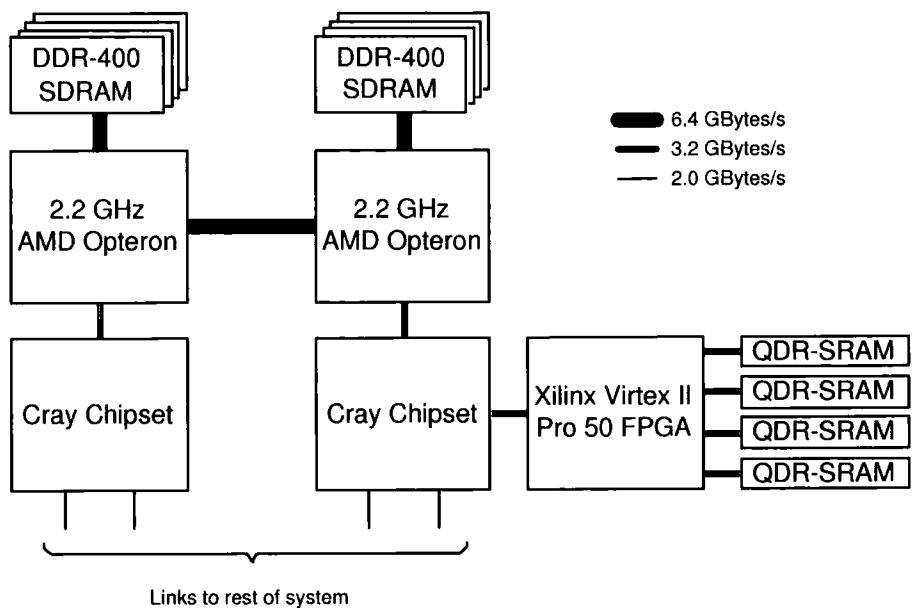 DDR-400
SDRAM
DDR-400
SDRAM
6.4 GBytes/s
3.2 GBytes/s
2.0 GBytes/s
2.2 GHz
AMD Opteron
2.2 GHz
AMD Opteron
Cray Chipset
Cray Chipset
Xilinx Virtex II
Pro 50 FPGA
QDR-SRAM
QDR-SRAM
QDR-SRAM
QDR-SRAM
Links to rest of system